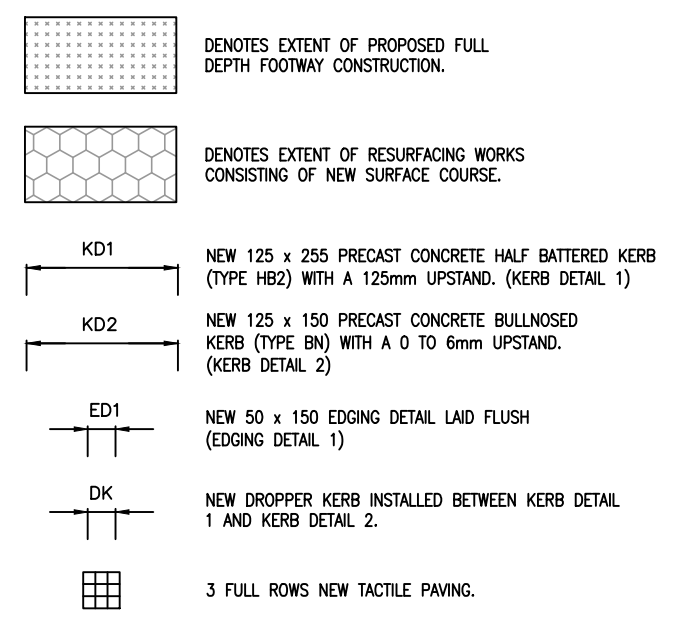 DENOTES EXTENT OF PROPOSED FULL
DEPTH FOOTWAY CONSTRUCTION.
DENOTES EXTENT OF RESURFACING WORKS
CONSISTING OF NEW SURFACE COURSE.
KD1
NEW 125 x 255 PRECAST CONCRETE HALF BATTERED KERB
(TYPE HB2) WITH A 125mm UPSTAND. (KERB DETAIL 1)
KD2
NEW 125 x 150 PRECAST CONCRETE BULLNOSED
KERB (TYPE BN) WITH A 0 TO 6mm UPSTAND.
(KERB DETAIL 2)
ED1
NEW 50 x 150 EDGING DETAIL LAID FLUSH
(EDGING DETAIL 1)
DK
NEW DROPPER KERB INSTALLED BETWEEN KERB DETAIL
1 AND KERB DETAIL 2.
3 FULL ROWS NEW TACTILE PAVING.